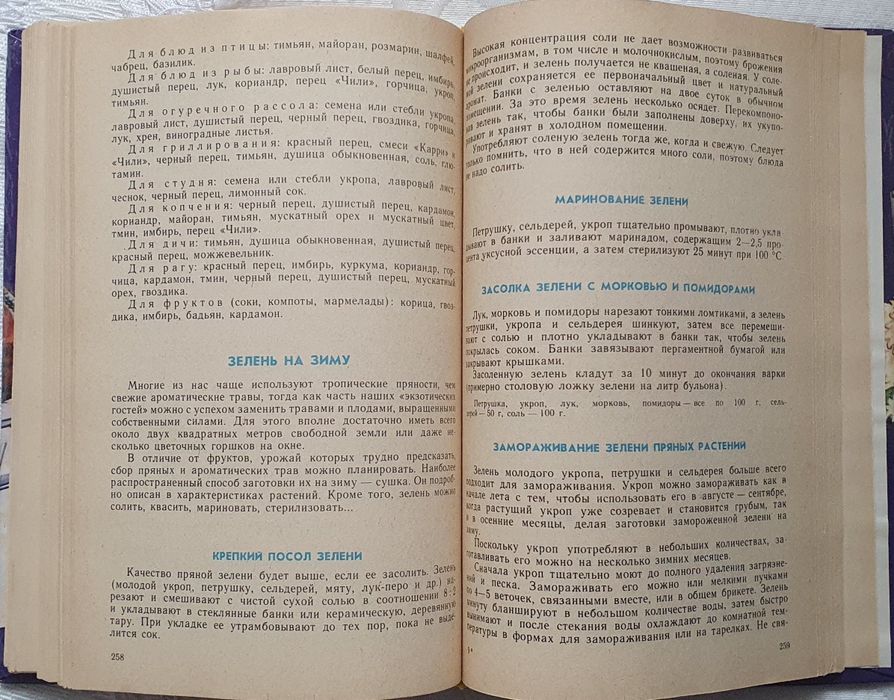 Для блюд из птицы: тимьян, майоран, розмарин, шалфей,
чабрец, базилик.
Для блюд из рыбы: лавровый лист, белый перец, имбирь,
душистый перец, лук, кориандр, перец «Чили», горчица, укроп,
тимьян.
Для огуречного рассола: семена или стебли укропа,
лавровый лист, душистый перец, черный перец, гвоздика, горчица,
лук, хрен, виноградные листья.
Для гриллирования: красный перец, смеси «Карри» и
«Чили», черный перец, тимьян, душица обыкновенная, соль, глю-
тамин.
Для студня: семена или стебли укропа, лавровый лист,
чеснок, черный перец, лимонный сок.
Для копчения: черный перец, душистый перец, кардамон,
кориандр, майоран, тимьян, мускатный орех и мускатный цвет,
тмин, имбирь, перец «Чили».
Для дичи: тимьян, душица обыкновенная, душистый перец,
красный перец, можжевельник.
Для рагу: красный перец, имбирь, куркума, кориандр, гор-
чица, кардамон, тмин, черный перец, душистый перец, мускатный
орех, гвоздика.
Для фруктов (соки, компоты, мармелады): корица, гвоз-
дика, имбирь, бадьян, кардамон.
ЗЕЛЕНЬ НА ЗИМУ
Многие из нас чаще используют тропические пряности, чем
свежие ароматические травы, тогда как часть наших «экзотических
гостей» можно с успехом заменить травами и плодами, выращенными
собственными силами. Для этого вполне достаточно иметь всего
около двух квадратных метров свободной земли или даже не-
сколько цветочных горшков на окне.
В отличие от фруктов, урожай которых трудно предсказать,
сбор пряных и ароматических трав можно планировать. Наиболее
распространенный способ заготовки их на зиму — сушка. Он подроб-
но описан в характеристиках растений. Кроме того, зелень можно
солить, квасить, мариновать, стерилизовать...
КРЕПКИЙ ПОСОЛ ЗЕЛЕНИ
Качество пряной зелени будет выше, если ее засолить. Зелень
(молодой укроп, петрушку, сельдерей, мяту, лук-перо и др.) на-
резают и смешивают с чистой сухой солью в соотношении 8 : 2
и укладывают в стеклянные банки или керамическую, деревянную
тару. При укладке ее утрамбовывают до тех пор, пока не выде-
лится сок.
258
Высокая концентрация соли не дает возможности развиваться
микроорганизмам, в том числе и молочнокислым, поэтому брожения
не происходит, и зелень получается не квашеная, а соленая. У соле-
ной зелени сохраняется ее первоначальный цвет и натуральный
аромат. Банки с зеленью оставляют на двое суток в обычном
помещении. За это время зелень несколько осядет. Перекомпоно-
вав зелень так, чтобы банки были заполнены доверху, их укупо-
ривают и хранят в холодном помещении.
Употребляют соленую зелень тогда же, когда и свежую. Следует
только помнить, что в ней содержится много соли, поэтому блюда
не надо солить.
МАРИНОВАНИЕ ЗЕЛЕНИ
Петрушку, сельдерей, укроп тщательно промывают, плотно укла-
дывают в банки и заливают маринадом, содержащим 2—2,5 про-
цента уксусной эссенции, а затем стерилизуют 25 минут при 100 °C
ЗАСОЛКА ЗЕЛЕНИ С МОРКОВЬЮ И ПОМИДОРАМИ
Лук, морковь и помидоры нарезают тонкими ломтиками, а зелень
петрушки, укропа и сельдерея шинкуют, затем все перемеши-
вают с солью и плотно укладывают в банки так, чтобы зелень
покрылась соком. Банки завязывают пергаментной бумагой или
закрывают крышками.
Засоленную зелень кладут за 10 минут до окончания варки
(примерно столовую ложку зелени на литр бульона).
Петрушка, укроп, лук, морковь, помидоры — все по 100 г, сель-
дерей — 50 г, соль — 100 г.
ЗАМОРАЖИВАНИЕ ЗЕЛЕНИ ПРЯНЫХ РАСТЕНИЙ
Зелень молодого укропа, петрушки и сельдерея больше всего
подходит для замораживания. Укроп можно замораживать как в
начале лета с тем, чтобы использовать его в августе — сентябре,
когда растущий укроп уже созревает и становится грубым, так
и в осенние месяцы, делая заготовки замороженной зелени на
зиму.
Поскольку укроп употребляют в небольших количествах, за-
готавливать его можно на несколько зимних месяцев.
Сначала укроп тщательно моют до полного удаления загрязне-
ний и песка. Замораживать его можно или мелкими пучками
по 4—5 веточек, связанными вместе, или в общем брикете. Зелень
минуту бланшируют в небольшом количестве воды, затем быстро
вынимают и после стекания воды охлаждают до комнатной тем-
пературы в формах для замораживания или на тарелках. Не свя-
259